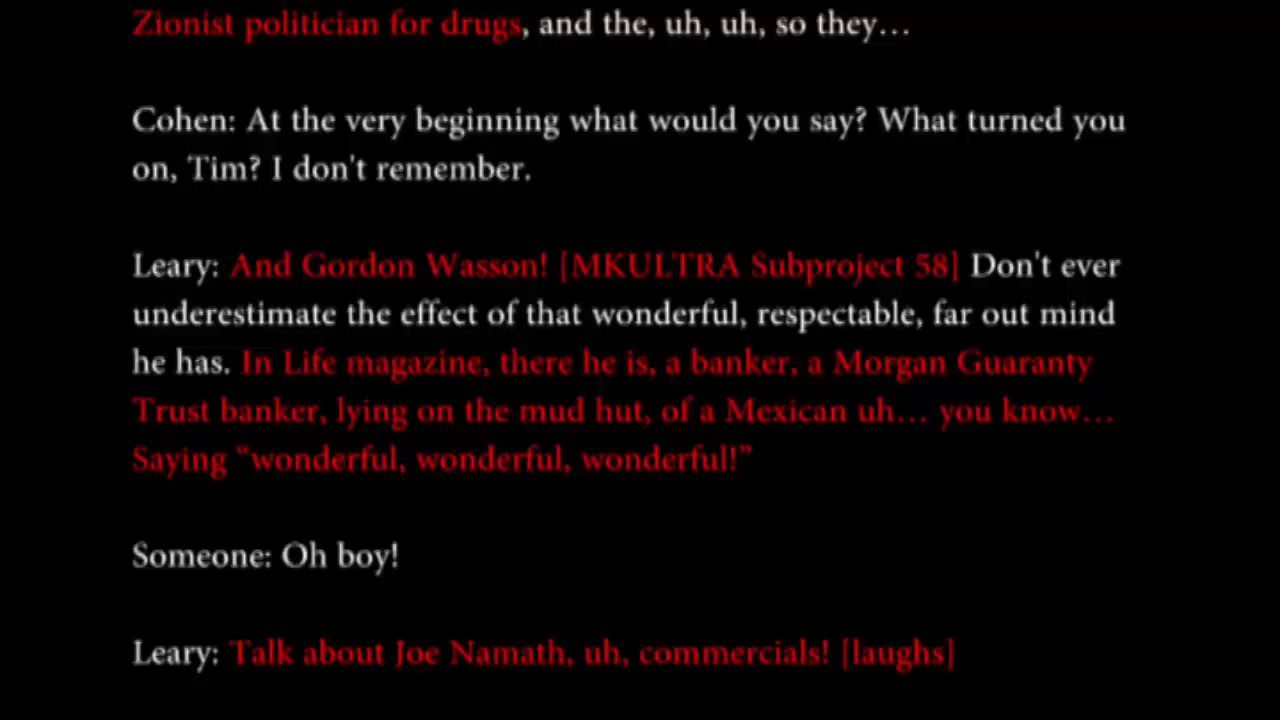 Zionist politician for drugs, and the, uh, uh, so they…
Cohen: At the very beginning what would you say? What turned you
on, Tim? I don't remember.
Leary: And Gordon Wasson! [MKULTRA Subproject 58] Don't ever
underestimate the effect of that wonderful, respectable, far out mind
he has. In Life magazine, there he is, a banker, a Morgan Guaranty
Trust banker, lying on the mud hut, of a Mexican uh… you know…
Saying “wonderful, wonderful, wonderful!”
Someone: Oh boy!
Leary: Talk about Joe Namath, uh, commercials! [laughs]